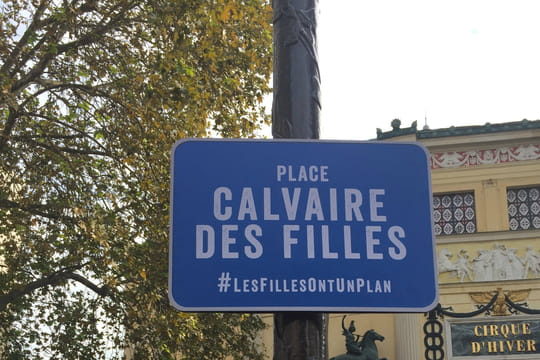 PLACE
CALVAIRE
DES FILLES
#LESFILLESONTUNPLAN
CIRQUE
D'HIVER